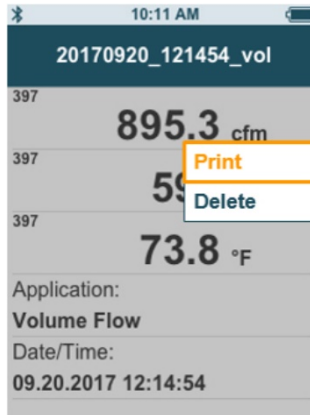 10:11 AM
20170920_121454_vol
397
895.3 cfm
397
Print
Delete
397
73.8 °F
Application:
Volume Flow
Date/Time:
09.20.2017 12:14:54